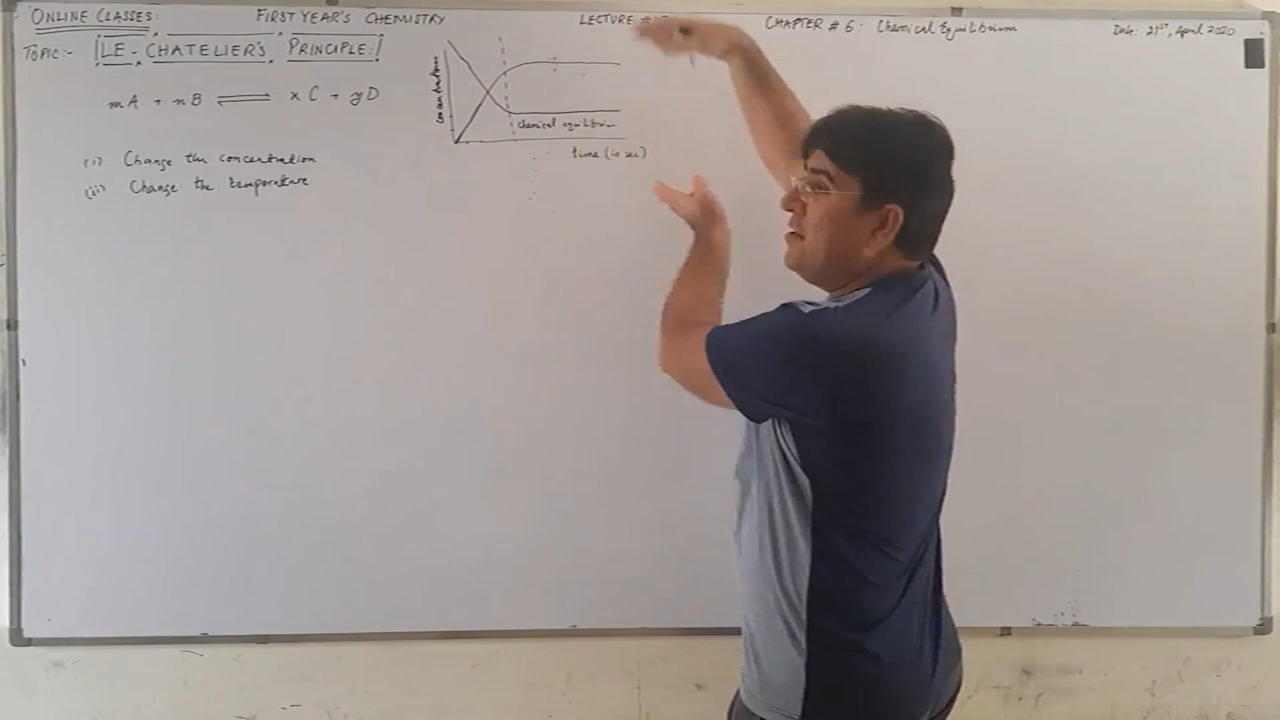 ONLINE CLASSES: FIRST YEAR'S CHEMISTRY LECTURE # CHAPTER # 6: Chemical Equilibrium Date: 21ST, April 2020
TOPIC:- LE-CHATELIER'S PRINCIPLE:
mA + nB ⇌ xC + yD
(i) Change the concentration
(ii) Change the temperature
concentration
chemical equilibrium
time (in sec)